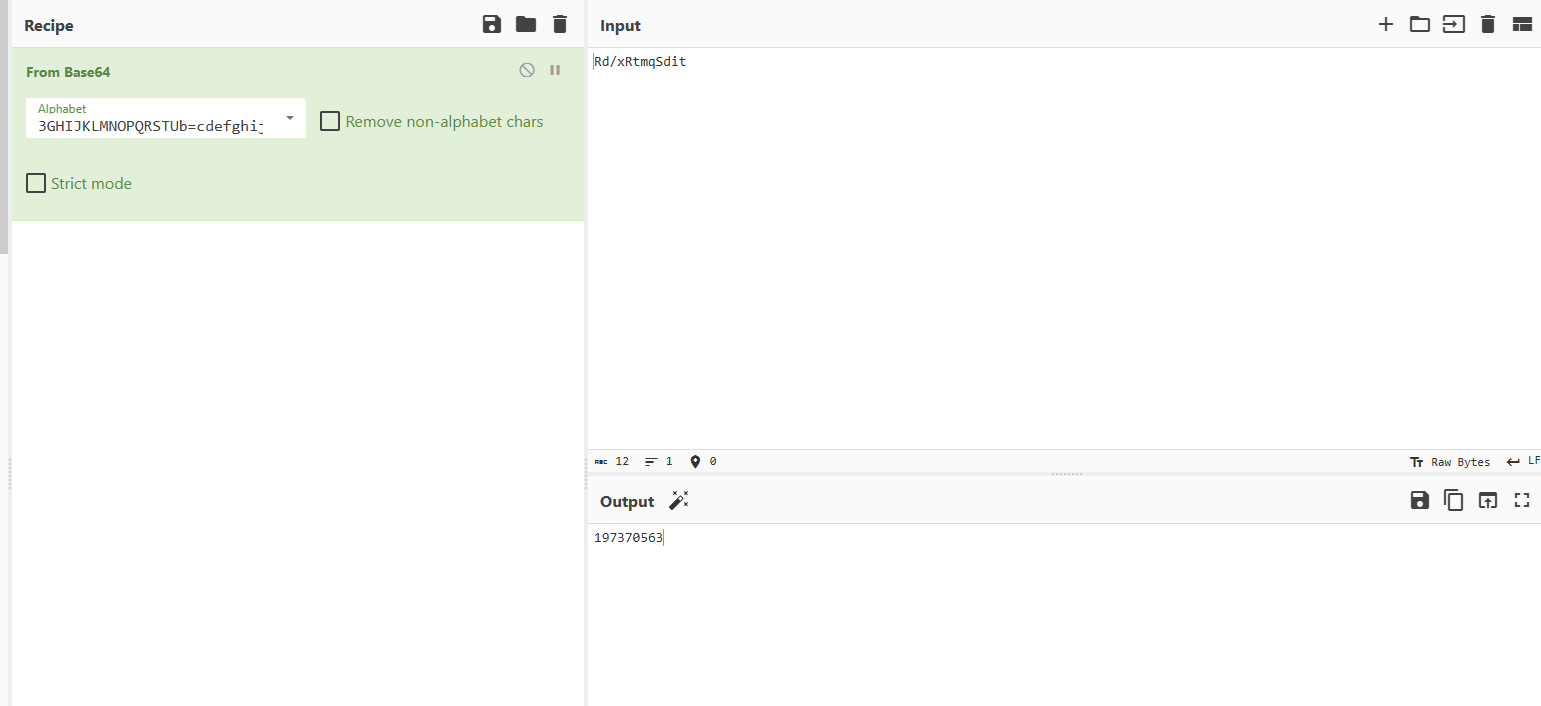 Recipe
Input
From Base64
Rd/xRtmqSdit
Alphabet
3GHIJKLMNOPQRSTUb=cdefghi
Remove non-alphabet chars
Strict mode
ABC 12 1 0
Raw Bytes LF
Output
197370563